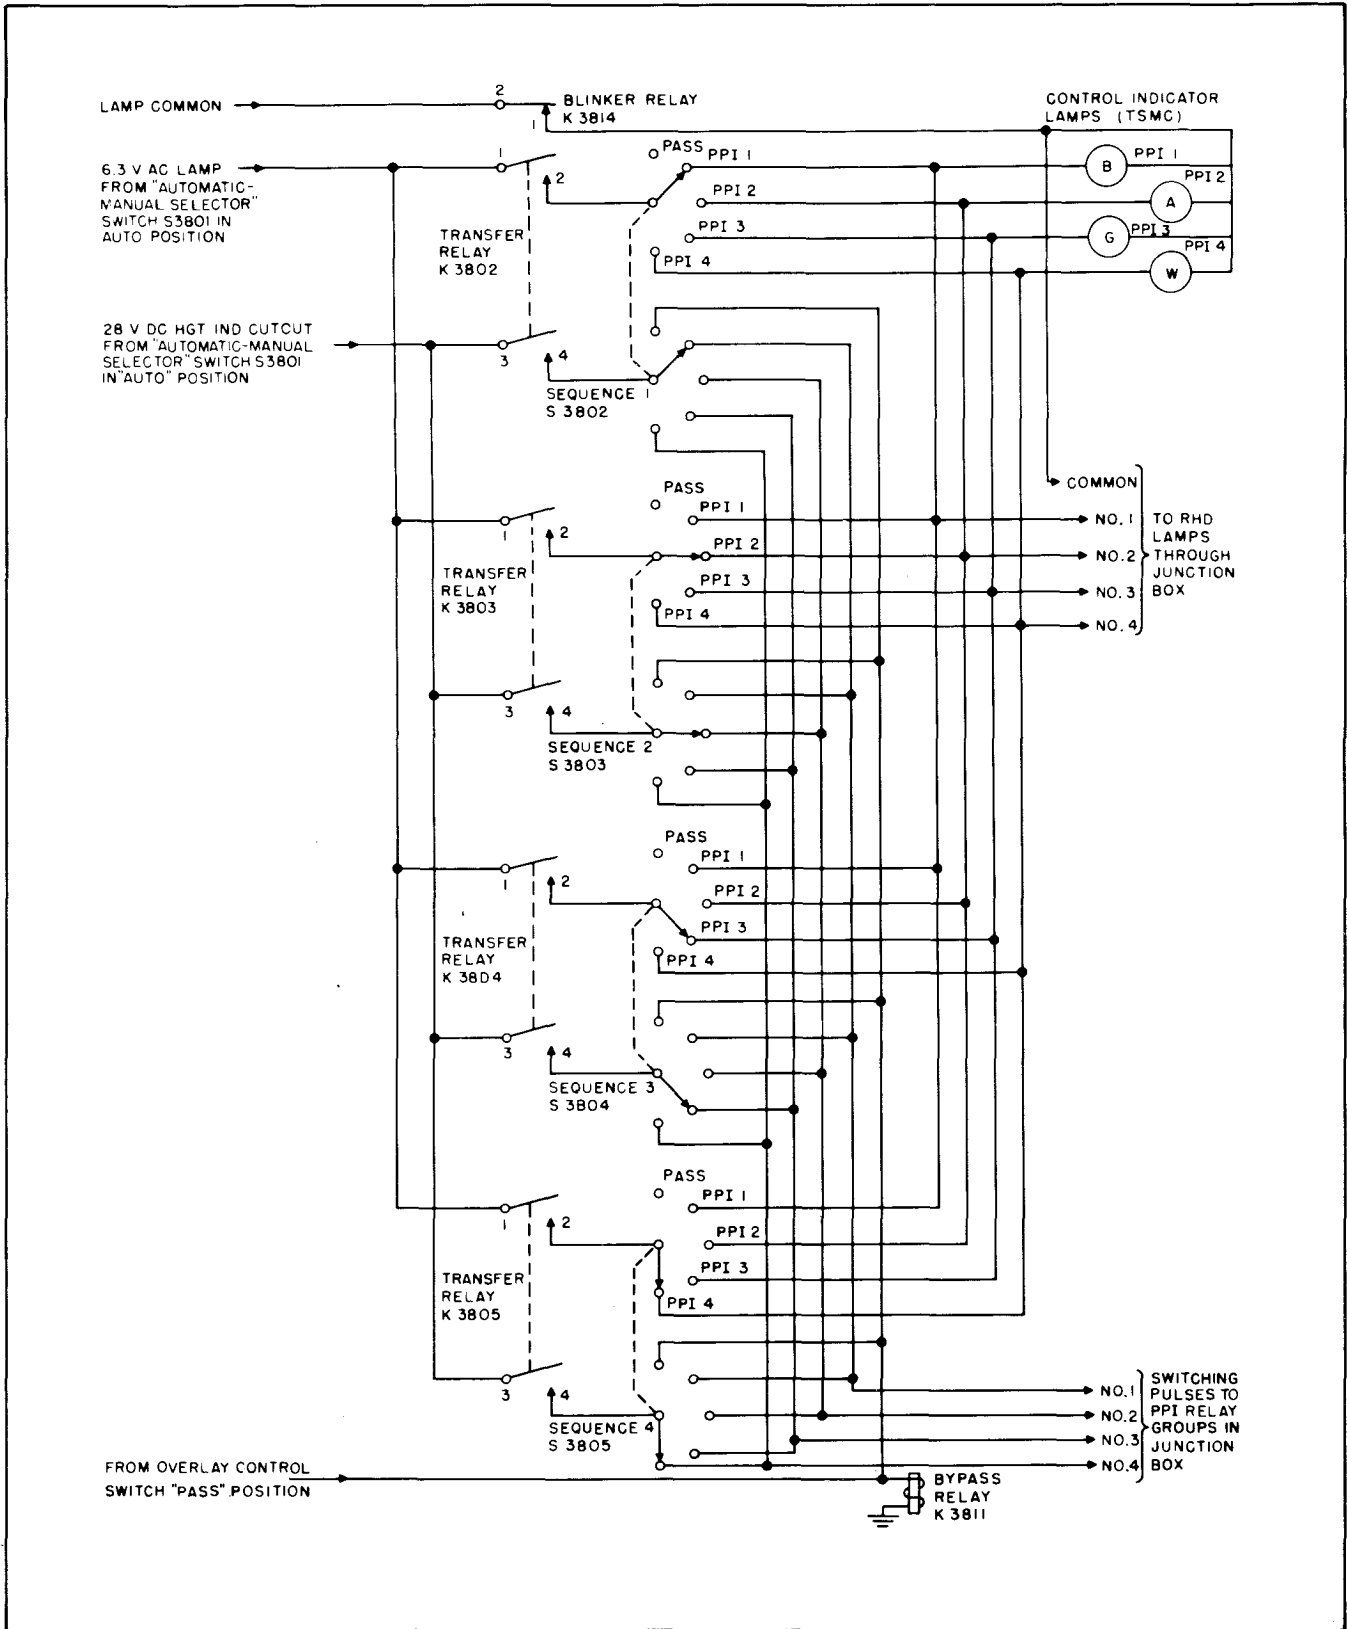 LAMP COMMON
2
1
BLINKER RELAY
K 3814
CONTROL INDICATOR
LAMPS (TSMC)
6.3 V AC LAMP
FROM "AUTOMATIC-
MANUAL SELECTOR"
SWITCH S3801 IN
AUTO POSITION
1
2
TRANSFER
RELAY
K 3802
PASS
PPI 1
PPI 2
PPI 3
PPI 4
B
PPI 1
PPI 2
A
G
PPI 3
PPI 4
W
28 V DC HGT IND CUTCUT
FROM "AUTOMATIC-MANUAL
SELECTOR" SWITCH S3801
IN "AUTO" POSITION
3
4
SEQUENCE 1
S 3802
PASS
PPI 1
PPI 2
PPI 3
PPI 4
1
2
TRANSFER
RELAY
K 3803
COMMON
NO. 1
NO. 2
NO. 3
NO. 4
TO RHD
LAMPS
THROUGH
JUNCTION
BOX
3
4
SEQUENCE 2
S 3803
PASS
PPI 1
PPI 2
PPI 3
PPI 4
1
2
TRANSFER
RELAY
K 38D4
3
4
SEQUENCE 3
S 3B04
PASS
PPI 1
PPI 2
PPI 3
PPI 4
1
2
TRANSFER
RELAY
K 3805
3
4
SEQUENCE 4
S 3805
NO. 1
NO. 2
NO. 3
NO. 4
SWITCHING
PULSES TO
PPI RELAY
GROUPS IN
JUNCTION
BOX
FROM OVERLAY CONTROL
SWITCH "PASS". POSITION
BYPASS
RELAY
K 3811